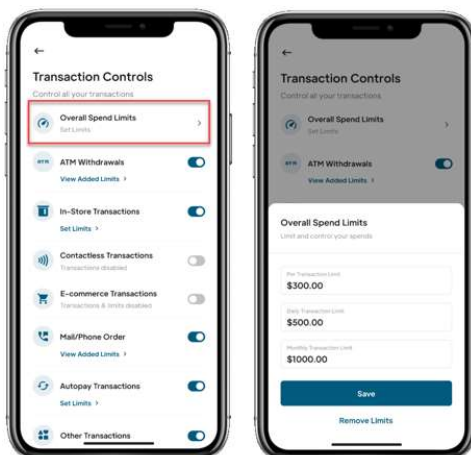 Transaction Controls
Control all your transactions
Overall Spend Limits
Set Limits
ATM
ATM Withdrawals
View Added Limits >
In-Store Transactions
Set Limits >
Contactless Transactions
Transactions disabled
E-commerce Transactions
Transactions & limits disabled
Mail/Phone Order
View Added Limits >
Autopay Transactions
Set Limits >
Other Transactions
Transaction Controls
Control all your transactions
Overall Spend Limits
Set Limits
ATM
ATM Withdrawals
View Added Limits >
Overall Spend Limits
Limit and control your spends
Per Transaction Limit
$300.00
Daily Transaction Limit
$500.00
Monthly Transaction Limit
$1000.00
Save
Remove Limits